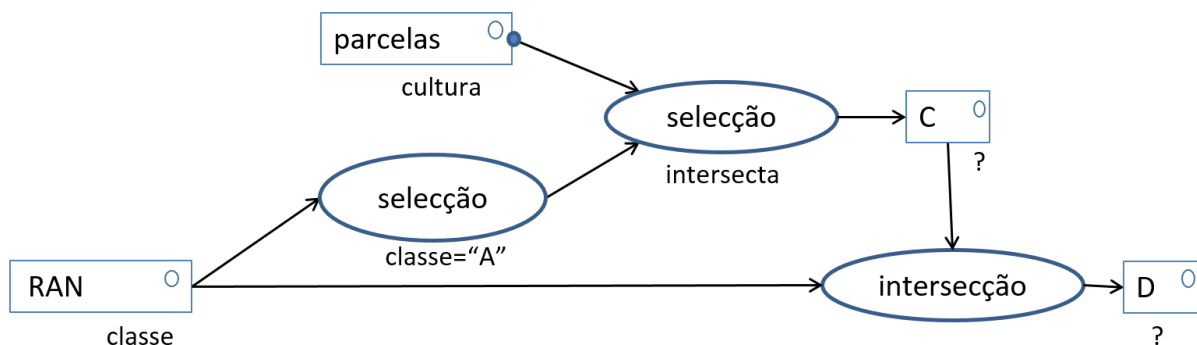 parcelas
cultura
selecção
intersecta
C
?
selecção
classe=“A”
RAN
classe
intersecção
D
?